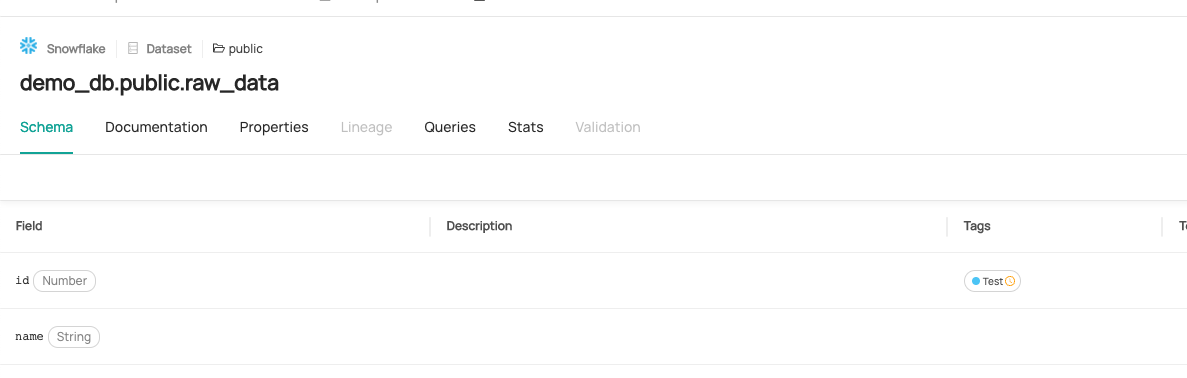 Snowflake Dataset public
demo_db.public.raw_data
Schema Documentation Properties Lineage Queries Stats Validation
Field Description Tags
id Number Test
name String